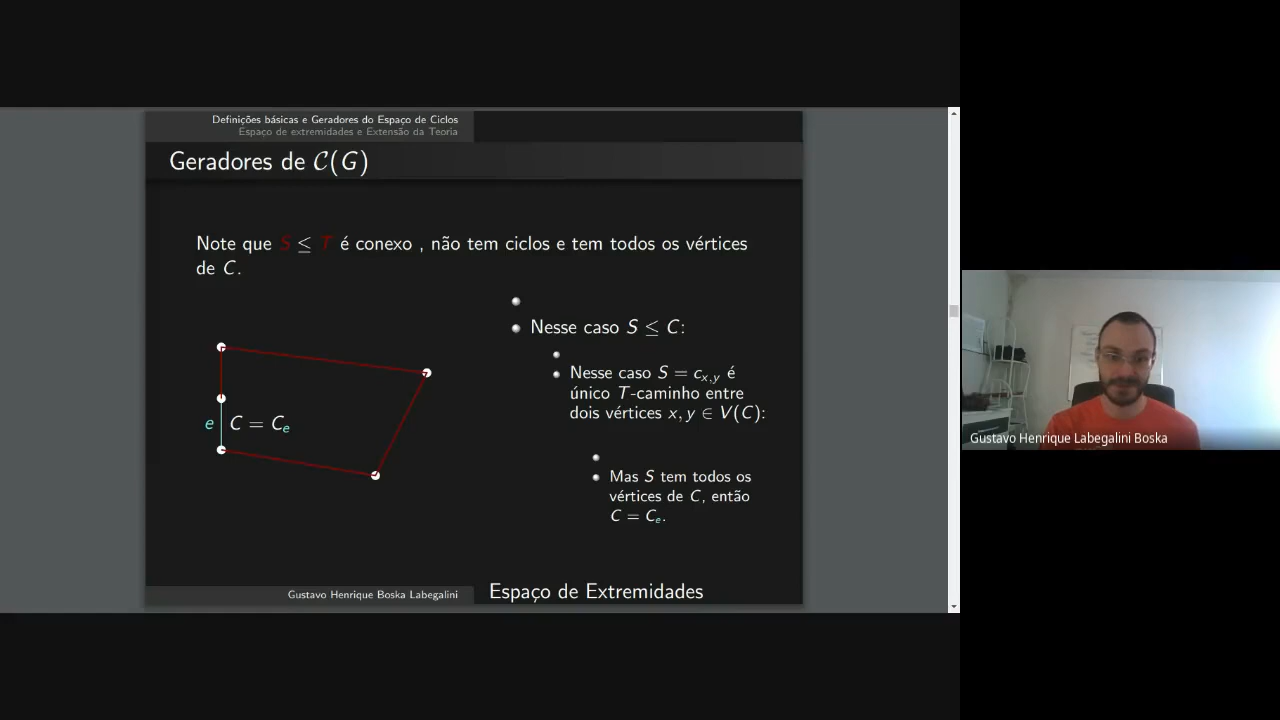 Definições básicas e Geradores do Espaço de Ciclos
Espaço de extremidades e Extensão da Teoria
Geradores de 𝒞(G)
Note que S ≤ T é conexo , não tem ciclos e tem todos os vértices
de C.
Nesse caso S ≤ C:
Nesse caso S = c_{x,y} é
único T-caminho entre
dois vértices x, y ∈ V(C):
Mas S tem todos os
vértices de C, então
C = C_e.
e C = C_e
Gustavo Henrique Boska Labegalini
Espaço de Extremidades
Gustavo Henrique Labegalini Boska